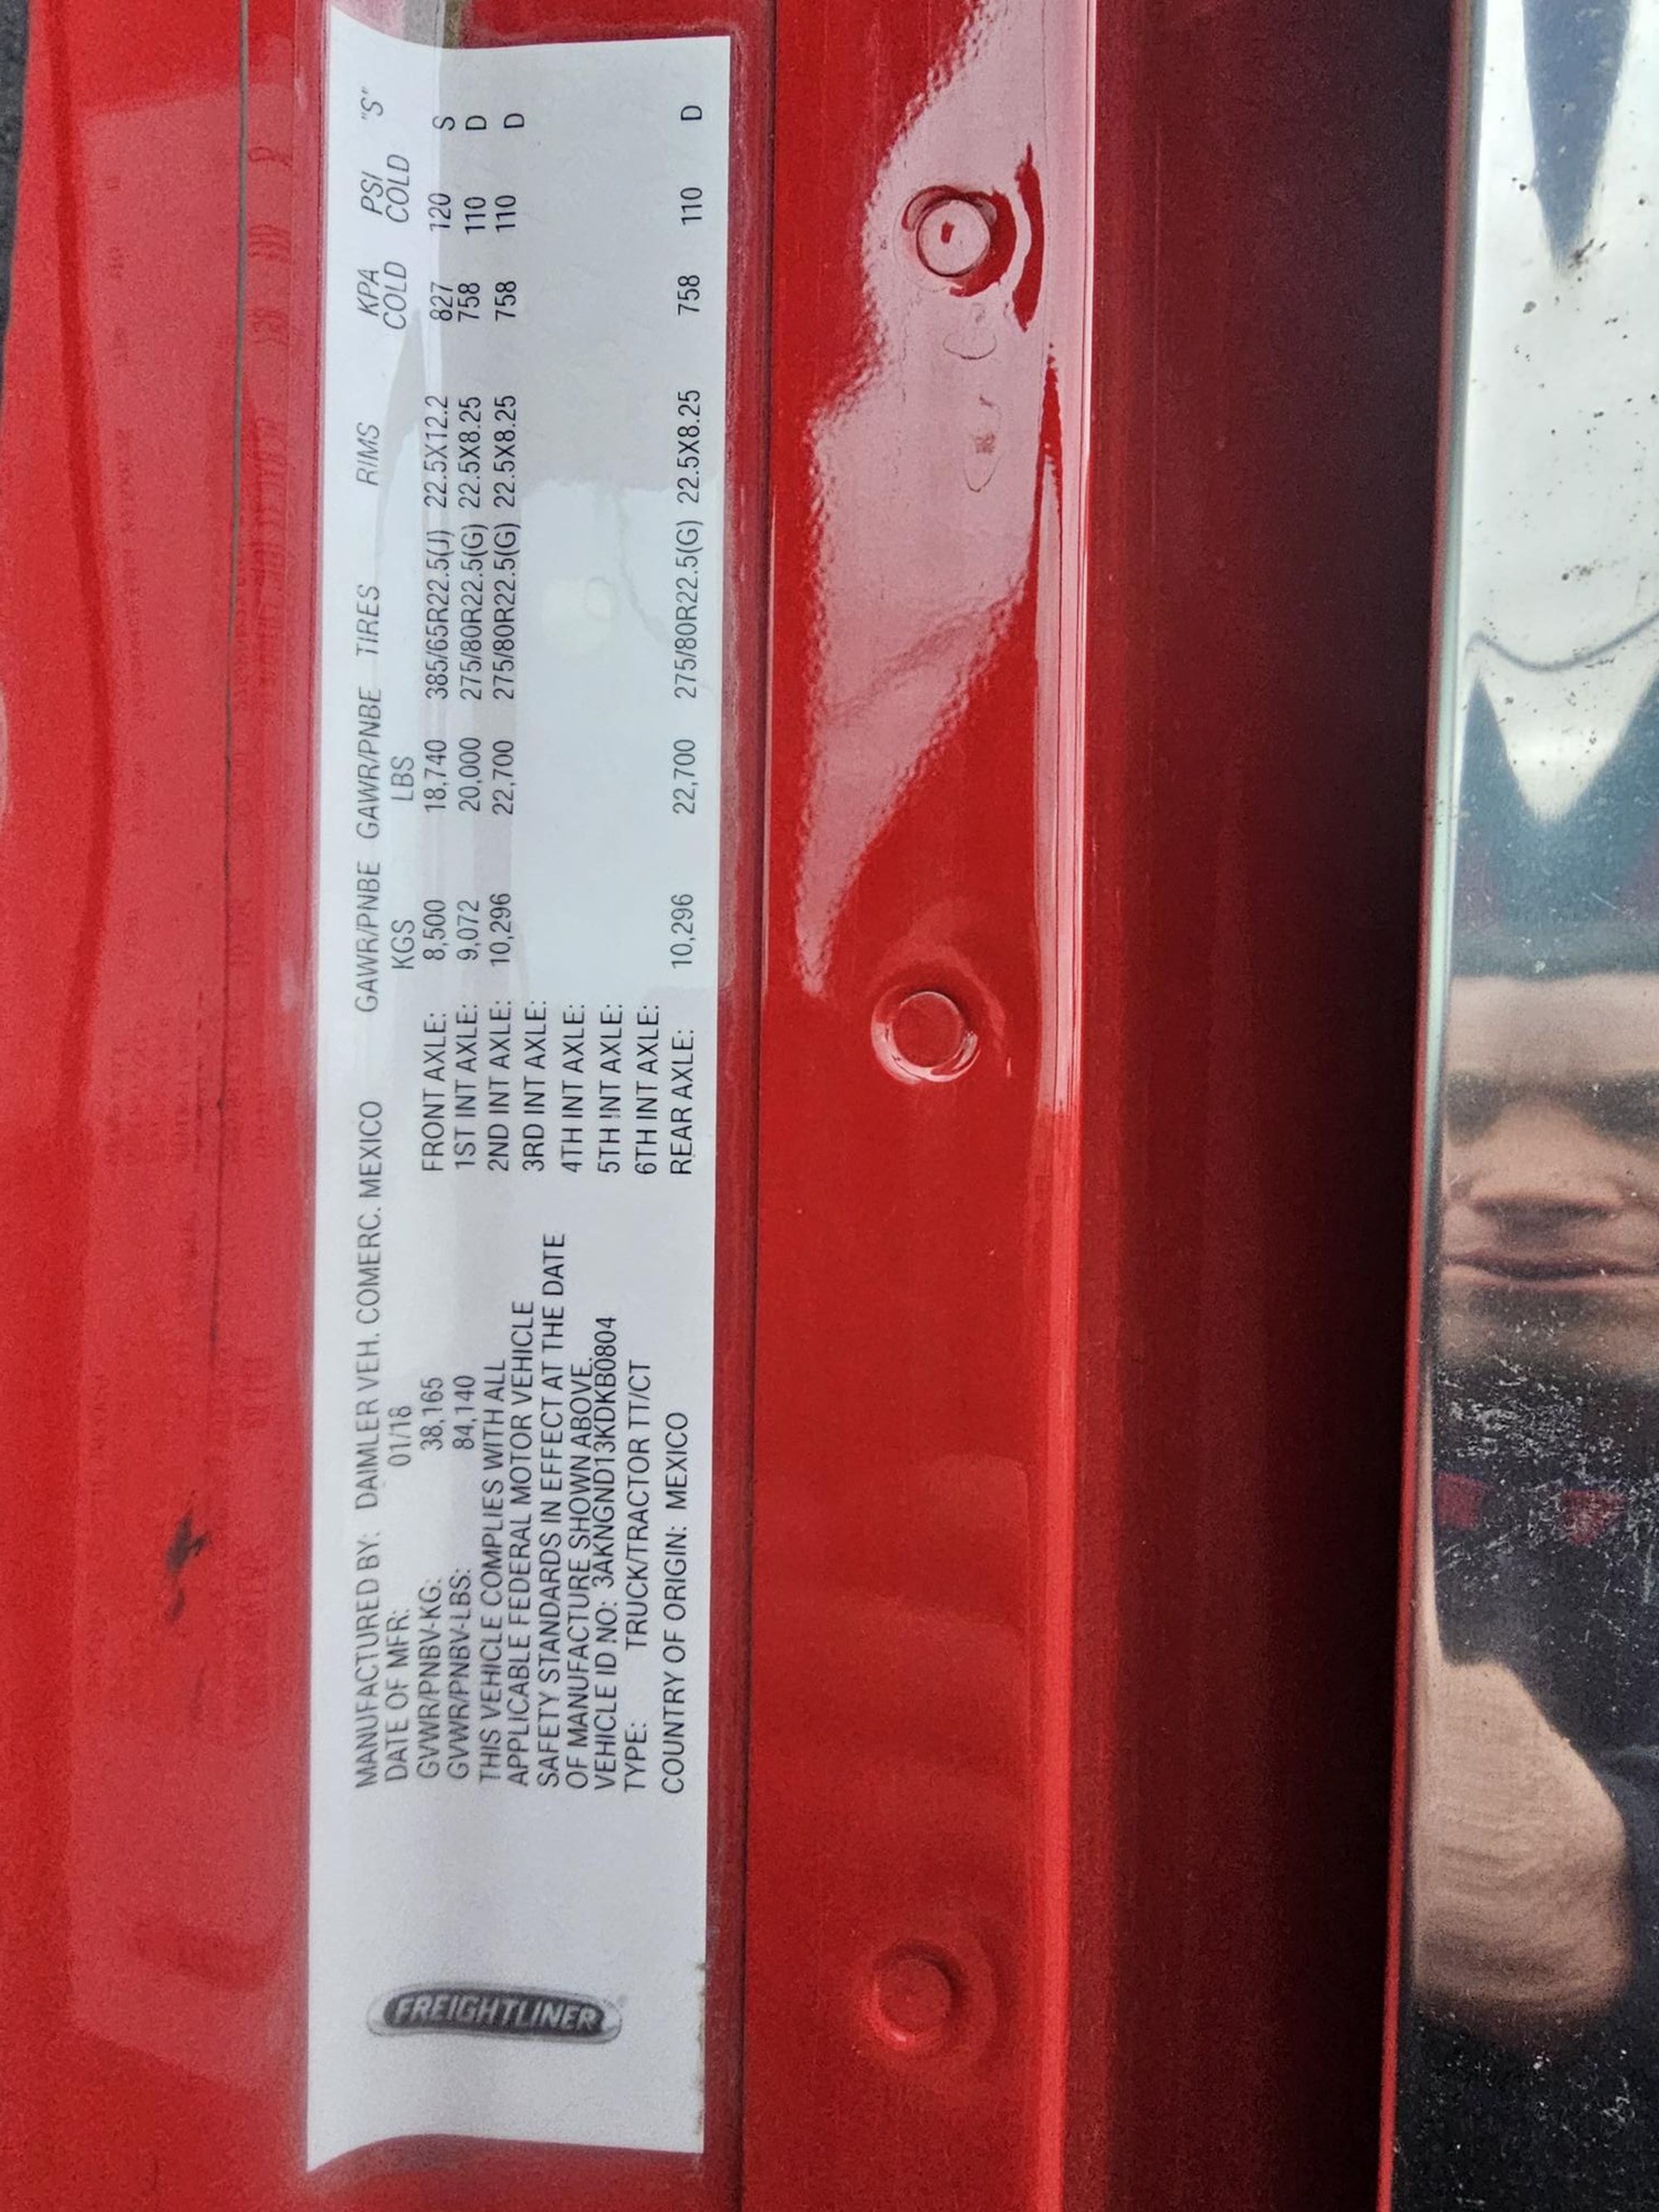 FREIGHTLINER
MANUFACTURED BY: DAIMLER VEH. COMERC. MEXICO
DATE OF MFR: 01/18
GVWR/PNBV-KG: 38,165
GVWR/PNBV-LBS: 84,140
THIS VEHICLE COMPLIES WITH ALL
APPLICABLE FEDERAL MOTOR VEHICLE
SAFETY STANDARDS IN EFFECT AT THE DATE
OF MANUFACTURE SHOWN ABOVE.
VEHICLE ID NO: 3AKNGND13KDKB0804
TYPE: TRUCK/TRACTOR TT/CT
COUNTRY OF ORIGIN: MEXICO
GAWR/PNBE GAWR/PNBE TIRES RIMS KPA PSI "S"
KGS LBS COLD COLD
FRONT AXLE: 8,500 18,740 385/65R22.5(J) 22.5X12.2 827 120 S
1ST INT AXLE: 9,072 20,000 275/80R22.5(G) 22.5X8.25 758 110 D
2ND INT AXLE: 10,296 22,700 275/80R22.5(G) 22.5X8.25 758 110 D
3RD INT AXLE:
4TH INT AXLE:
5TH INT AXLE:
6TH INT AXLE:
REAR AXLE: 10,296 22,700 275/80R22.5(G) 22.5X8.25 758 110 D